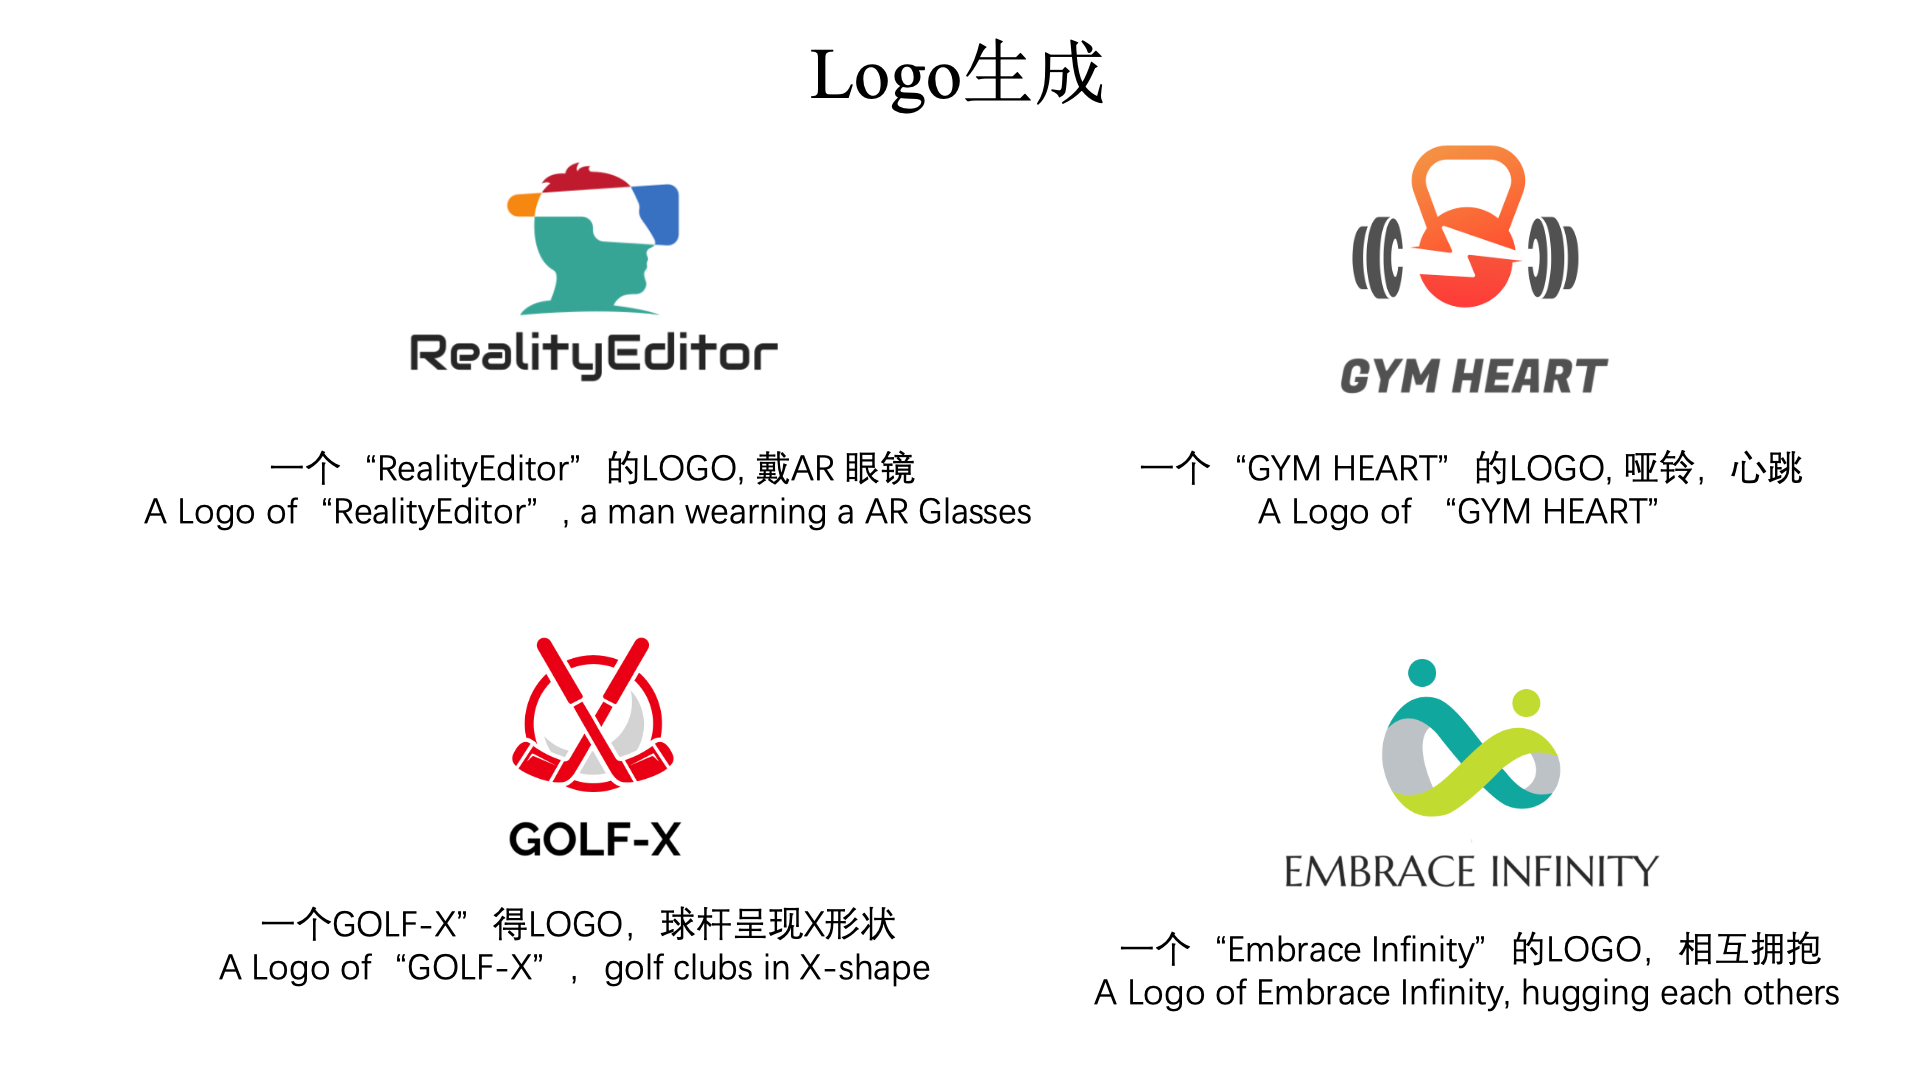 Logo生成
RealityEditor
一个“RealityEditor”的LOGO, 戴AR 眼镜
A Logo of “RealityEditor”, a man wearning a AR Glasses
GYM HEART
一个“GYM HEART”的LOGO, 哑铃，心跳
A Logo of “GYM HEART”
GOLF-X
一个GOLF-X”得LOGO，球杆呈现X形状
A Logo of “GOLF-X”，golf clubs in X-shape
EMBRACE INFINITY
一个“Embrace Infinity”的LOGO，相互拥抱
A Logo of Embrace Infinity, hugging each others